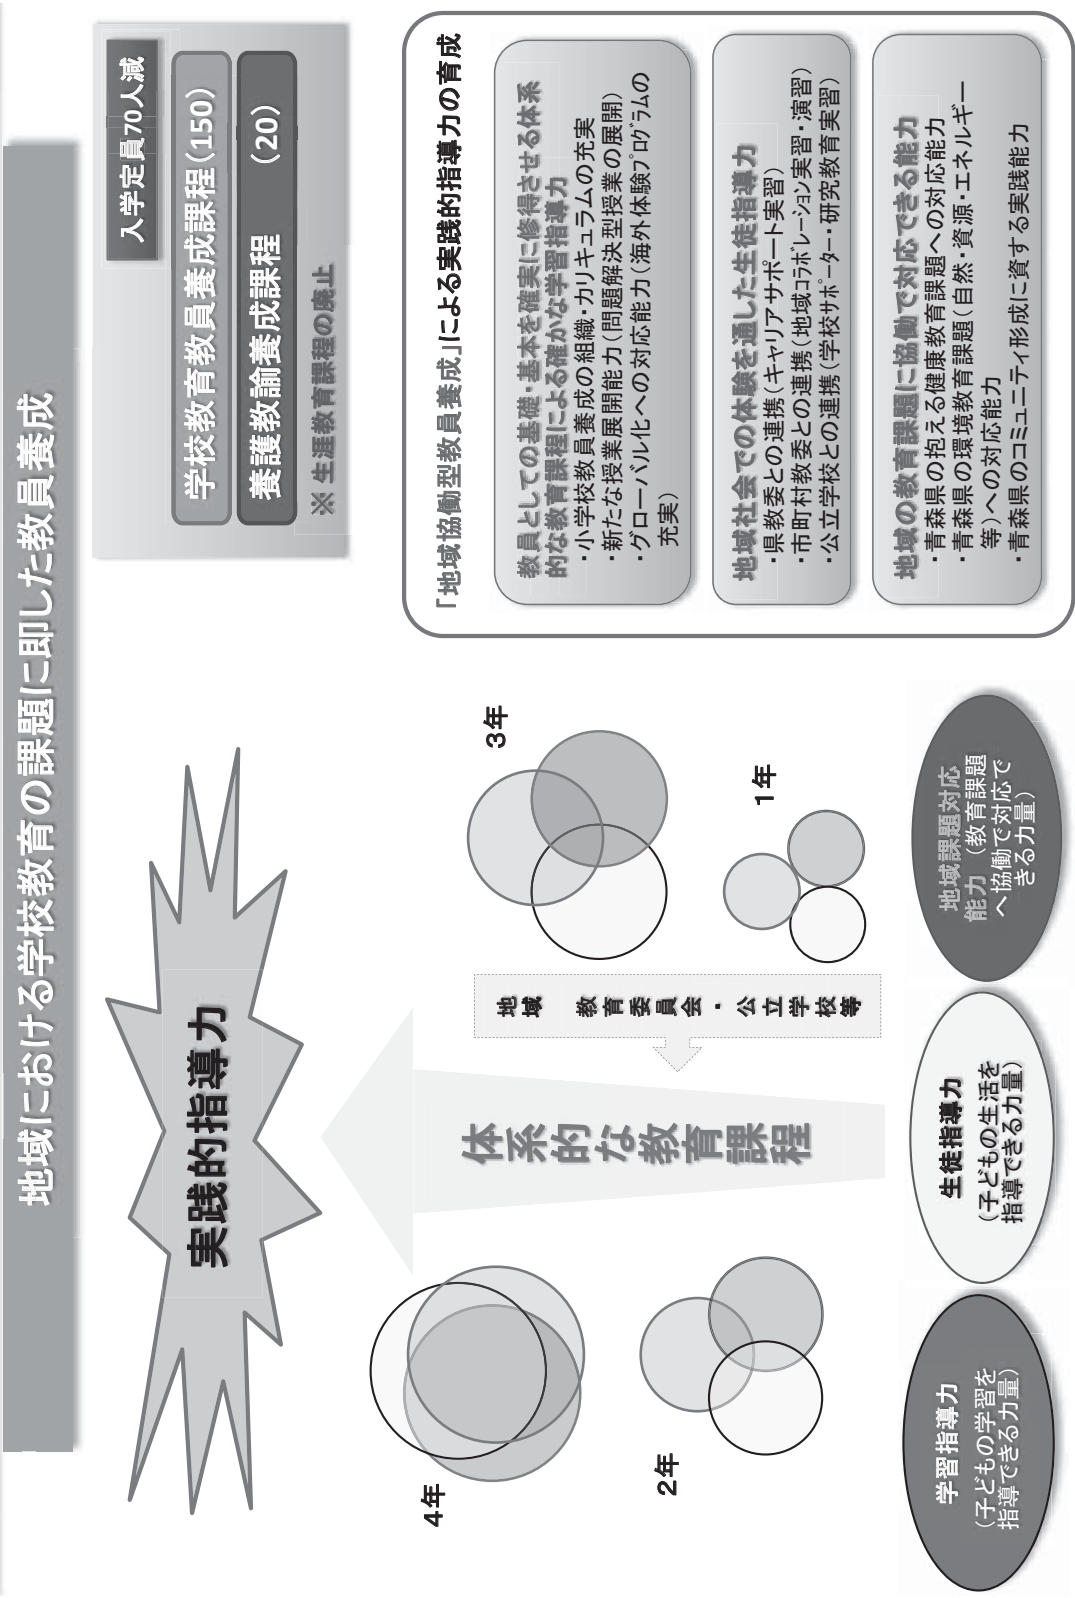 地域における学校教育の課題に即した教員養成
実践的指導力
4年
2年
体系的な教育課程
地域　教育委員会・公立学校等
3年
1年
学習指導力
（子どもの学習を
指導できる力量）
生徒指導力
（子どもの生活を
指導できる力量）
地域課題対応
能力（教育課題
へ協働で対応で
きる力量）
入学定員70人減
学校教育教員養成課程（150）
養護教諭養成課程　（20）
※ 生涯教育課程の廃止
「地域協働型教員養成」による実践的指導力の育成
教員としての基礎・基本を確実に修得させる体系
的な教育課程による確かな学習指導力
・小学校教員養成の組織・カリキュラムの充実
・新たな授業展開能力（問題解決型授業の展開）
・グローバル化への対応能力（海外体験プログラムの
充実）
地域社会での体験を通した生徒指導力
・県教委との連携（キャリアサポート実習）
・市町村教委との連携（地域コラボレーション実習・演習）
・公立学校との連携（学校サポーター・研究教育実習）
地域の教育課題に協働で対応できる能力
・青森県の抱える健康教育課題への対応能力
・青森県の環境教育課題（自然・資源・エネルギー
等）への対応能力
・青森県のコミュニティ形成に資する実践能力